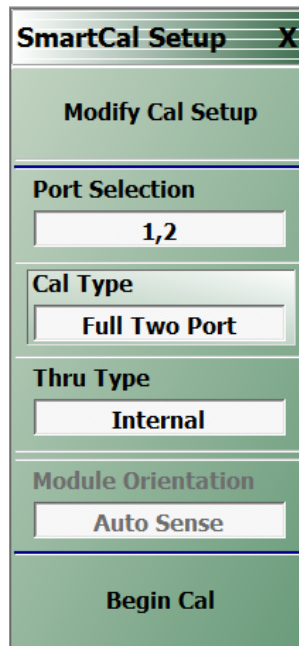 SmartCal Setup X
Modify Cal Setup
Port Selection
1,2
Cal Type
Full Two Port
Thru Type
Internal
Module Orientation
Auto Sense
Begin Cal